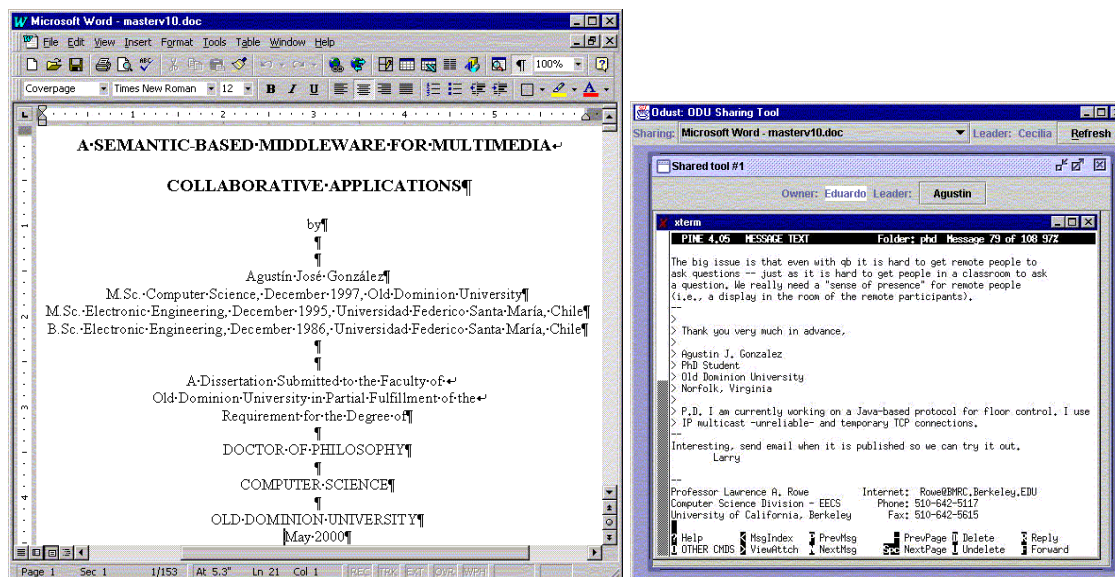 Microsoft Word - masterv10.doc
File Edit View Insert Format Tools Table Window Help
100%
Coverpage Times New Roman 12 B I U
1 2 3 4 5
A·SEMANTIC-BASED·MIDDLEWARE·FOR·MULTIMEDIA↵
COLLABORATIVE·APPLICATIONS¶
by¶
¶
¶
Agustín·José·González¶
M.Sc.·Computer·Science,·December·1997,·Old·Dominion·University¶
M.Sc.·Electronic·Engineering,·December·1995,·Universidad·Federico·Santa·María,·Chile¶
B.Sc.·Electronic·Engineering,·December·1986,·Universidad·Federico·Santa·María,·Chile¶
¶
¶
A·Dissertation·Submitted·to·the·Faculty·of·↵
Old·Dominion·University·in·Partial·Fulfillment·of·the·↵
Requirement·for·the·Degree·of¶
¶
DOCTOR·OF·PHILOSOPHY¶
¶
COMPUTER·SCIENCE¶
¶
OLD·DOMINION·UNIVERSITY¶
May·2000¶
Page 1 Sec 1 1/153 At 5.3" Ln 21 Col 1 REC TRK EXT OVR WPH
Odust: ODU Sharing Tool
Sharing: Microsoft Word - masterv10.doc Leader: Cecilia Refresh
Shared tool #1
Owner: Eduardo Leader: Agustin
xterm
PINE 4.05 MESSAGE TEXT Folder: phd Message 79 of 108 97%
The big issue is that even with qb it is hard to get remote people to
ask questions -- just as it is hard to get people in a classroom to ask
a question. We really need a "sense of presence" for remote people
(i.e., a display in the room of the remote participants).
--
>
> Thank you very much in advance,
>
> Agustin J. Gonzalez
> PhD Student
> Old Dominion University
> Norfolk, Virginia
>
> P.D. I am currently working on a Java-based protocol for floor control. I use
> IP multicast -unreliable- and temporary TCP connections.
--
Interesting, send email when it is published so we can try it out.
Larry
--
Professor Lawrence A. Rowe Internet: Rowe@BMRC.Berkeley.EDU
Computer Science Division - EECS Phone: 510-642-5117
University of California, Berkeley Fax: 510-642-5615
Help MsgIndex PrevMsg PrevPage D Delete Reply
OTHER CMDS ViewAttch NextMsg Spc NextPage Undelete Forward